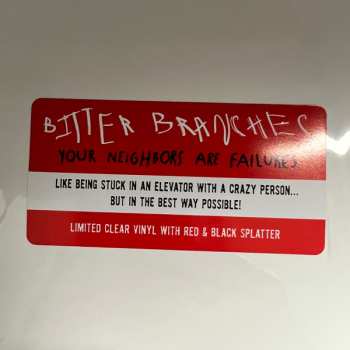 BITTER BRANCHES
YOUR NEIGHBORS ARE FAILURES
LIKE BEING STUCK IN AN ELEVATOR WITH A CRAZY PERSON...
BUT IN THE BEST WAY POSSIBLE!
LIMITED CLEAR VINYL WITH RED & BLACK SPLATTER